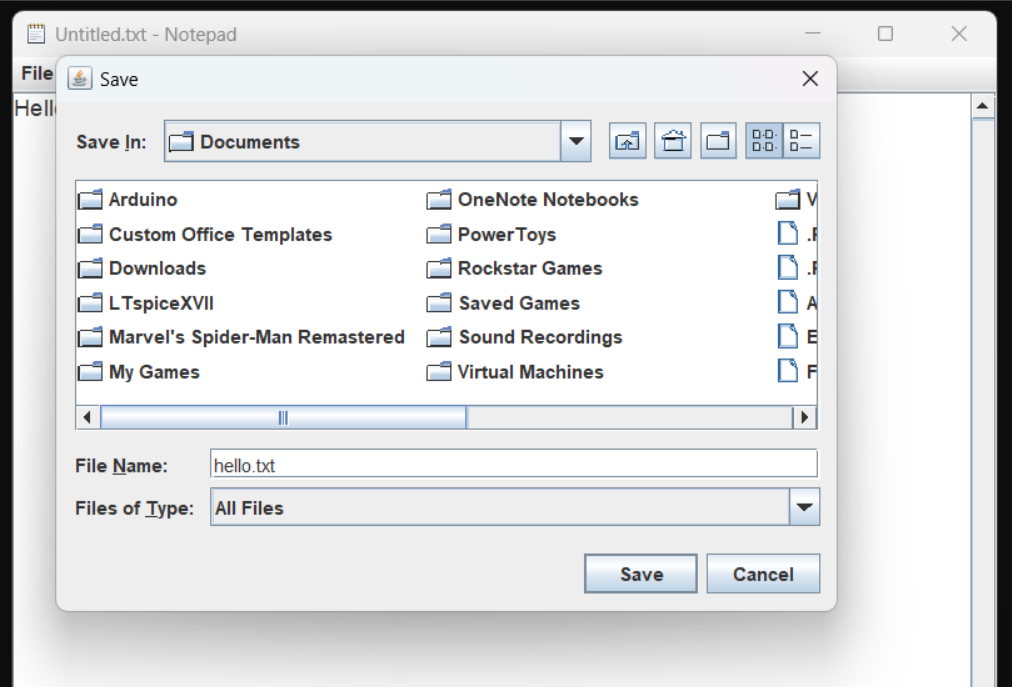 Untitled.txt - Notepad
File
Save
Hell
Save In: Documents
Arduino
Custom Office Templates
Downloads
LTspiceXVII
Marvel's Spider-Man Remastered
My Games
OneNote Notebooks
PowerToys
Rockstar Games
Saved Games
Sound Recordings
Virtual Machines
V
A
E
F
File Name: hello.txt
Files of Type: All Files
Save Cancel